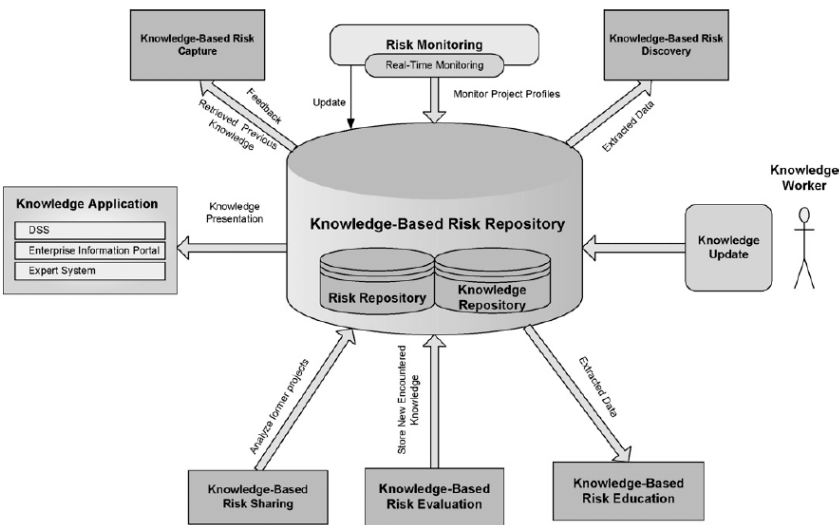 Knowledge-Based Risk
Capture
Risk Monitoring
Real-Time Monitoring
Knowledge-Based Risk
Discovery
Feedback
Retrieved Previous
Knowledge
Update
Monitor Project Profiles
Extracted Data
Knowledge
Worker
Knowledge Application
DSS
Enterprise Information Portal
Expert System
Knowledge
Presentation
Knowledge-Based Risk Repository
Risk Repository
Knowledge
Repository
Knowledge
Update
Analyze former projects
Store New Encountered
Knowledge
Extracted Data
Knowledge-Based
Risk Sharing
Knowledge-Based
Risk Evaluation
Knowledge-Based
Risk Education